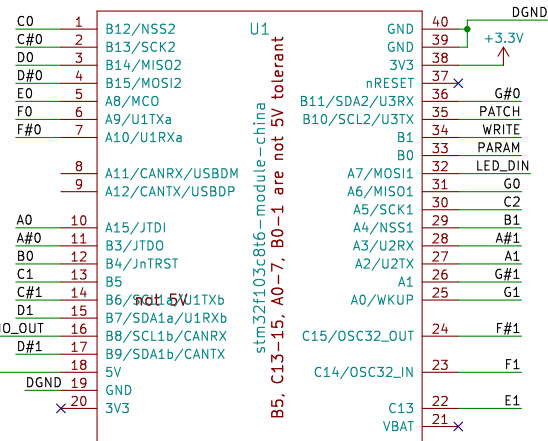 U1
DGND
+3.3V
C0 1 B12/NSS2
C#0 2 B13/SCK2
D0 3 B14/MISO2
D#0 4 B15/MOSI2
E0 5 A8/MCO
F0 6 A9/U1TXa
F#0 7 A10/U1RXa
8 A11/CANRX/USBDM
9 A12/CANTX/USBDP
A0 10 A15/JTDI
A#0 11 B3/JTDO
B0 12 B4/JnTRST
C1 13 B5
C#1 14 B6/SCL1a/U1TXb
not 5V
D1 15 B7/SDA1a/U1RXb
IO_OUT 16 B8/SCL1b/CANRX
D#1 17 B9/SDA1b/CANTX
18 5V
DGND 19 GND
20 3V3
stm32f103c8t6-module-china
B5, C13-15, A0-7, B0-1 are not 5V tolerant
GND 40
GND 39
3V3 38
nRESET 37
B11/SDA2/U3RX 36 G#0
B10/SCL2/U3TX 35 PATCH
B1 34 WRITE
B0 33 PARAM
A7/MOSI1 32 LED_DIN
A6/MISO1 31 G0
A5/SCK1 30 C2
A4/NSS1 29 B1
A3/U2RX 28 A#1
A2/U2TX 27 A1
A1 26 G#1
A0/WKUP 25 G1
C15/OSC32_OUT 24 F#1
C14/OSC32_IN 23 F1
C13 22 E1
VBAT 21